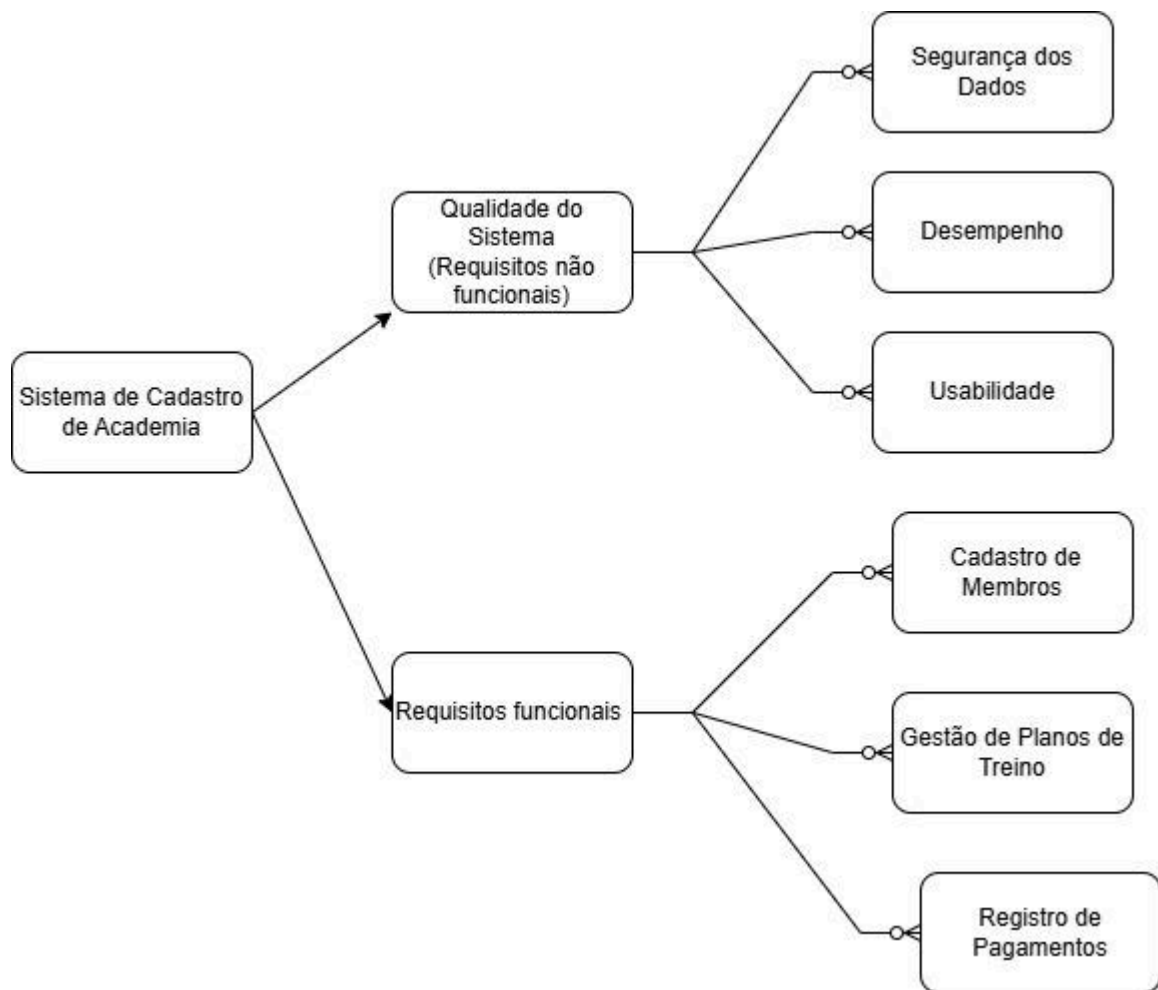 Segurança dos
Dados
Qualidade do
Sistema
(Requisitos não
funcionais)
Desempenho
Sistema de Cadastro
de Academia
Usabilidade
Cadastro de
Membros
Requisitos funcionais
Gestão de Planos de
Treino
Registro de
Pagamentos